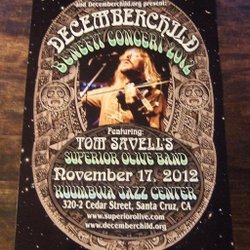 and Decemberchild.org present:
DECEMBERCHILD
BENEFIT CONCERT 2012
Featuring:
TOM SAVELL'S
SUPERIOR OLIVE BAND
NOVEMBER 17, 2012
KUUMBWA JAZZ CENTER
320-2 Cedar Street, Santa Cruz, CA
www.superiorolive.com
www.decemberchild.org